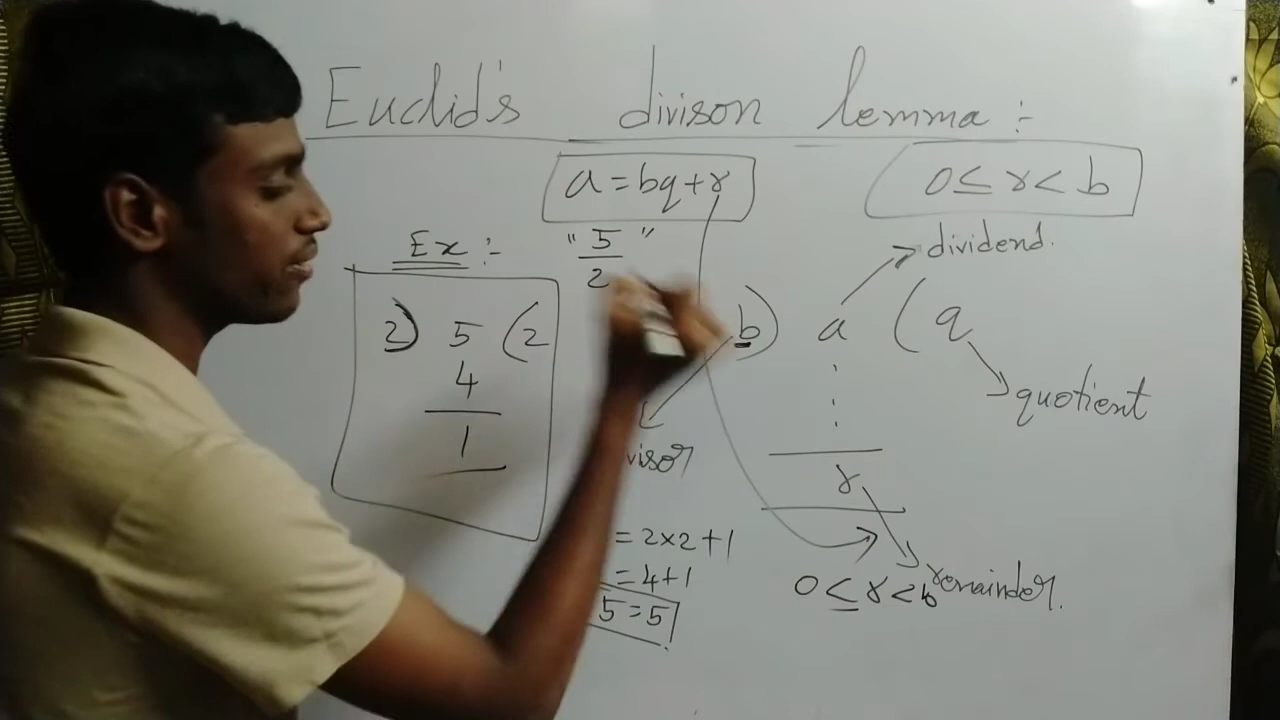 Euclid's divison lemma :-
a = bq + r
0 ≤ r < b
Ex :-
" 5/2 "
dividend.
2) 5 (2
4
1
b) a (q
quotient
r
remainder.
0 ≤ r < b
= 2×2+1
= 4+1
5 = 5